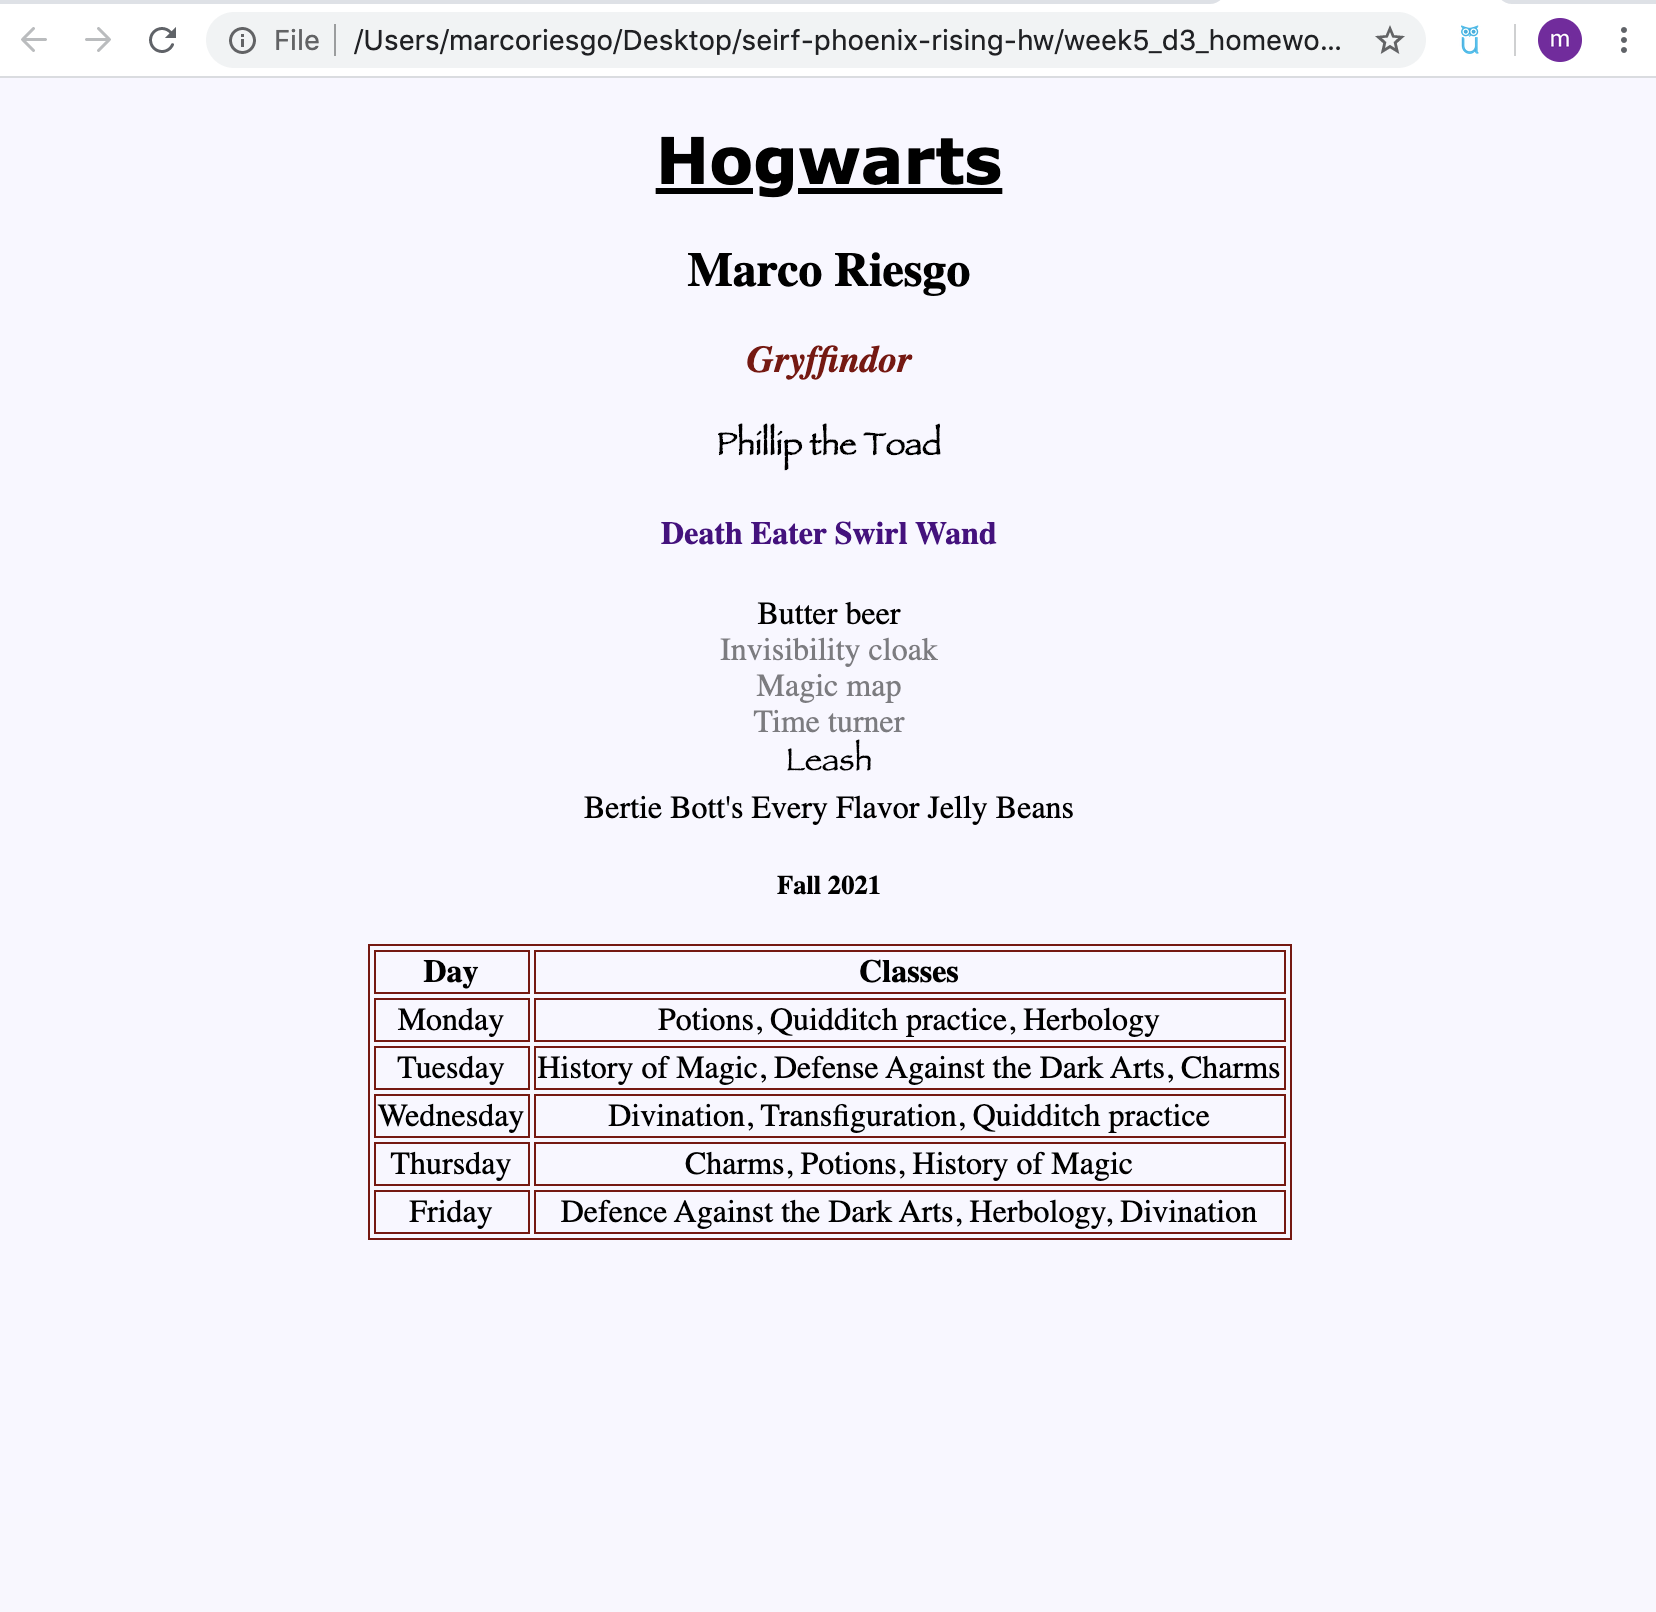 File /Users/marcoriesgo/Desktop/seirf-phoenix-rising-hw/week5_d3_homewo... m
Hogwarts
Marco Riesgo
Gryffindor
Phillip the Toad
Death Eater Swirl Wand
Butter beer
Invisibility cloak
Magic map
Time turner
Leash
Bertie Bott's Every Flavor Jelly Beans
Fall 2021
Day Classes
Monday Potions, Quidditch practice, Herbology
Tuesday History of Magic, Defense Against the Dark Arts, Charms
Wednesday Divination, Transfiguration, Quidditch practice
Thursday Charms, Potions, History of Magic
Friday Defence Against the Dark Arts, Herbology, Divination